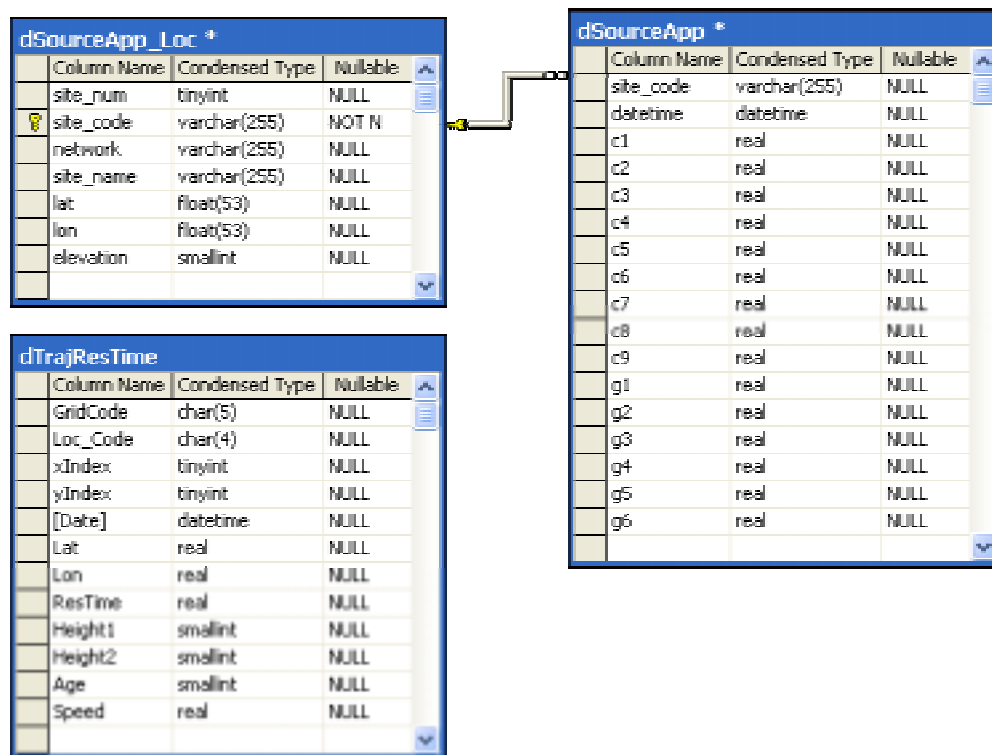 dSourceApp_Loc *
Column Name Condensed Type Nullable
site_num tinyint NULL
site_code varchar(255) NOT N
network varchar(255) NULL
site_name varchar(255) NULL
lat float(53) NULL
lon float(53) NULL
elevation smallint NULL
dSourceApp *
Column Name Condensed Type Nullable
site_code varchar(255) NULL
datetime datetime NULL
c1 real NULL
c2 real NULL
c3 real NULL
c4 real NULL
c5 real NULL
c6 real NULL
c7 real NULL
c8 real NULL
c9 real NULL
g1 real NULL
g2 real NULL
g3 real NULL
g4 real NULL
g5 real NULL
g6 real NULL
dTrajResTime
Column Name Condensed Type Nullable
GridCode char(5) NULL
Loc_Code char(4) NULL
xIndex tinyint NULL
yIndex tinyint NULL
[Date] datetime NULL
Lat real NULL
Lon real NULL
ResTime real NULL
Height1 smallint NULL
Height2 smallint NULL
Age smallint NULL
Speed real NULL